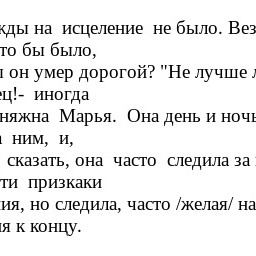 жды на исцеление не было. Вез
то бы было,
он умер дорогой? "Не лучше л
ец!- иногда
няжна Марья. Она день и ночь
ним, и,
сказать, она часто следила за
ти призкаки
ия, но следила, часто /желая/ на
я к концу.